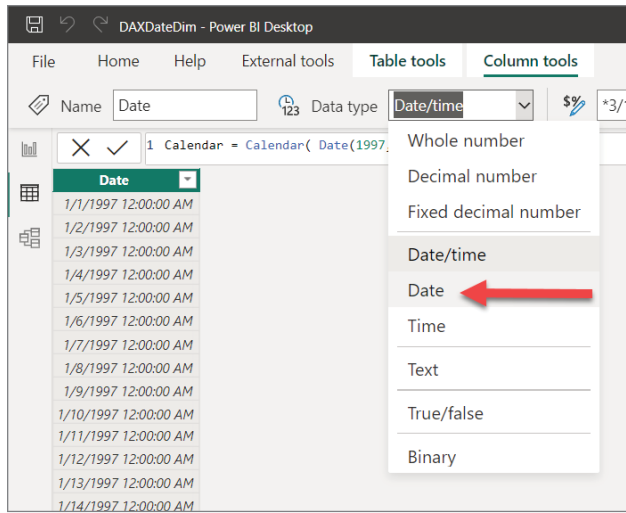 DAXDateDim - Power BI Desktop
File Home Help External tools Table tools Column tools
Name Date Data type Date/time $% *3/
123
1 Calendar = Calendar( Date(1997,
Date
1/1/1997 12:00:00 AM
1/2/1997 12:00:00 AM
1/3/1997 12:00:00 AM
1/4/1997 12:00:00 AM
1/5/1997 12:00:00 AM
1/6/1997 12:00:00 AM
1/7/1997 12:00:00 AM
1/8/1997 12:00:00 AM
1/9/1997 12:00:00 AM
1/10/1997 12:00:00 AM
1/11/1997 12:00:00 AM
1/12/1997 12:00:00 AM
1/13/1997 12:00:00 AM
1/14/1997 12:00:00 AM
Whole number
Decimal number
Fixed decimal number
Date/time
Date
Time
Text
True/false
Binary